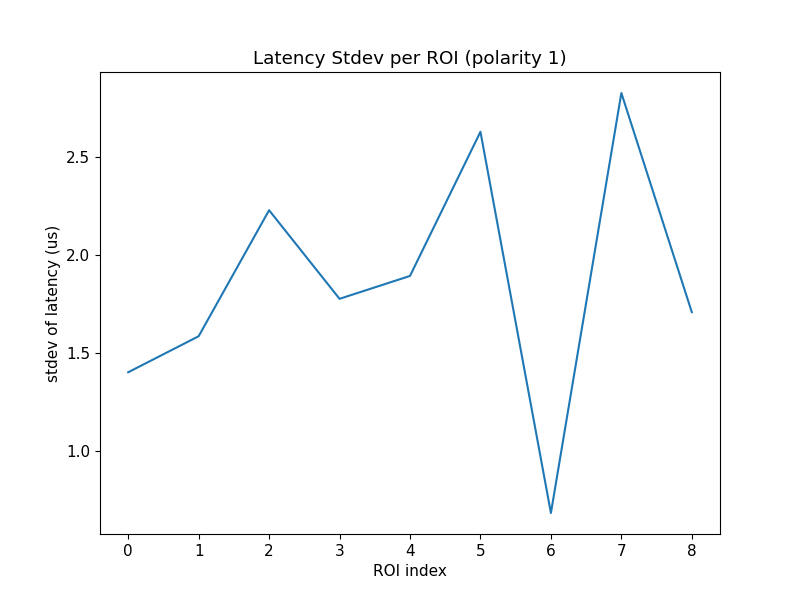 Latency Stdev per ROI (polarity 1)
stdev of latency (us)
2.5
2.0
1.5
1.0
0 1 2 3 4 5 6 7 8
ROI index